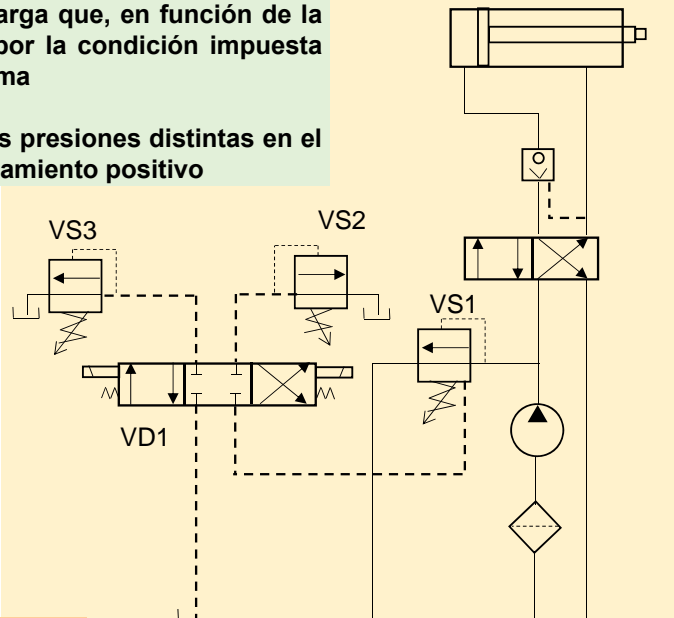 arga que, en función de la
por la condición impuesta
ma
s presiones distintas en el
amiento positivo
VS3
VS2
VS1
VD1